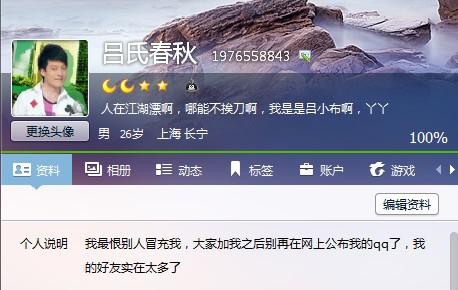 吕氏春秋 1976558843
人在江湖漂啊，哪能不挨刀啊，我是是吕小布啊，丫丫
更换头像 男 26岁 上海 长宁
100%
资料 相册 动态 标签 账户 游戏
编辑资料
个人说明 我最恨别人冒充我，大家加我之后别再在网上公布我的qq了，我
的好友实在太多了